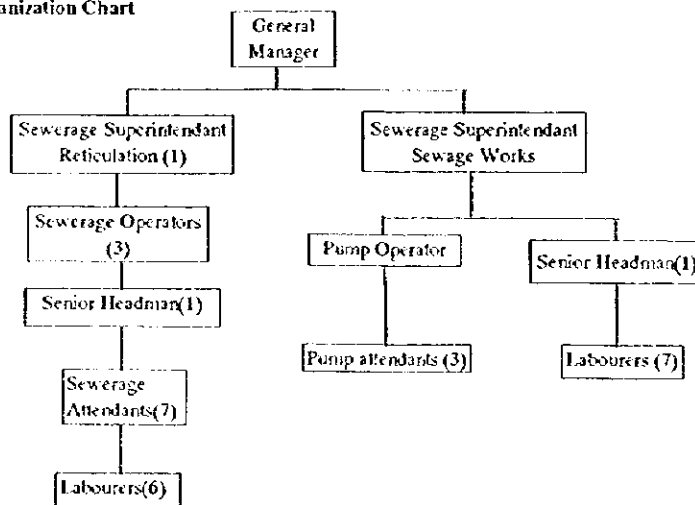 anization Chart
General
Manager
Sewerage Superintendant
Reticulation (1)
Sewerage Superintendant
Sewage Works
Sewerage Operators
(3)
Pump Operator
Senior Headman(1)
Senior Headman(1)
Pump attendants (3)
Labourers (7)
Sewerage
Attendants(7)
Labourers(6)